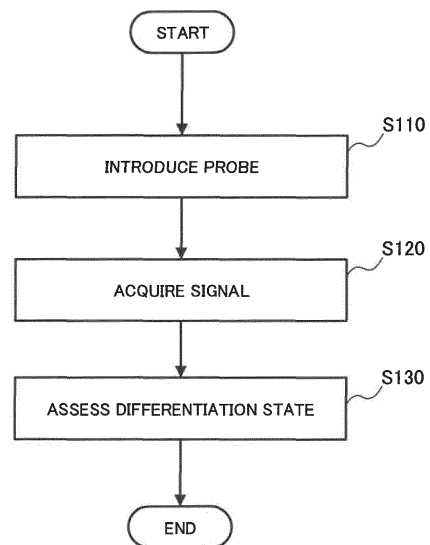 START
S110
INTRODUCE PROBE
S120
ACQUIRE SIGNAL
S130
ASSESS DIFFERENTIATION STATE
END